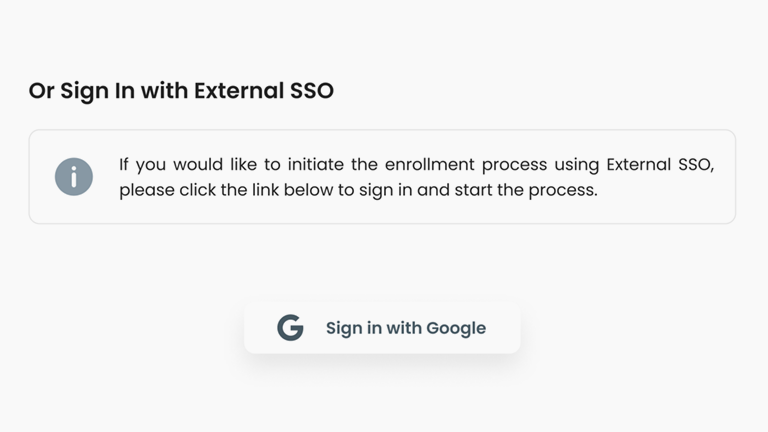 Or Sign In with External SSO
If you would like to initiate the enrollment process using External SSO,
please click the link below to sign in and start the process.
Sign in with Google